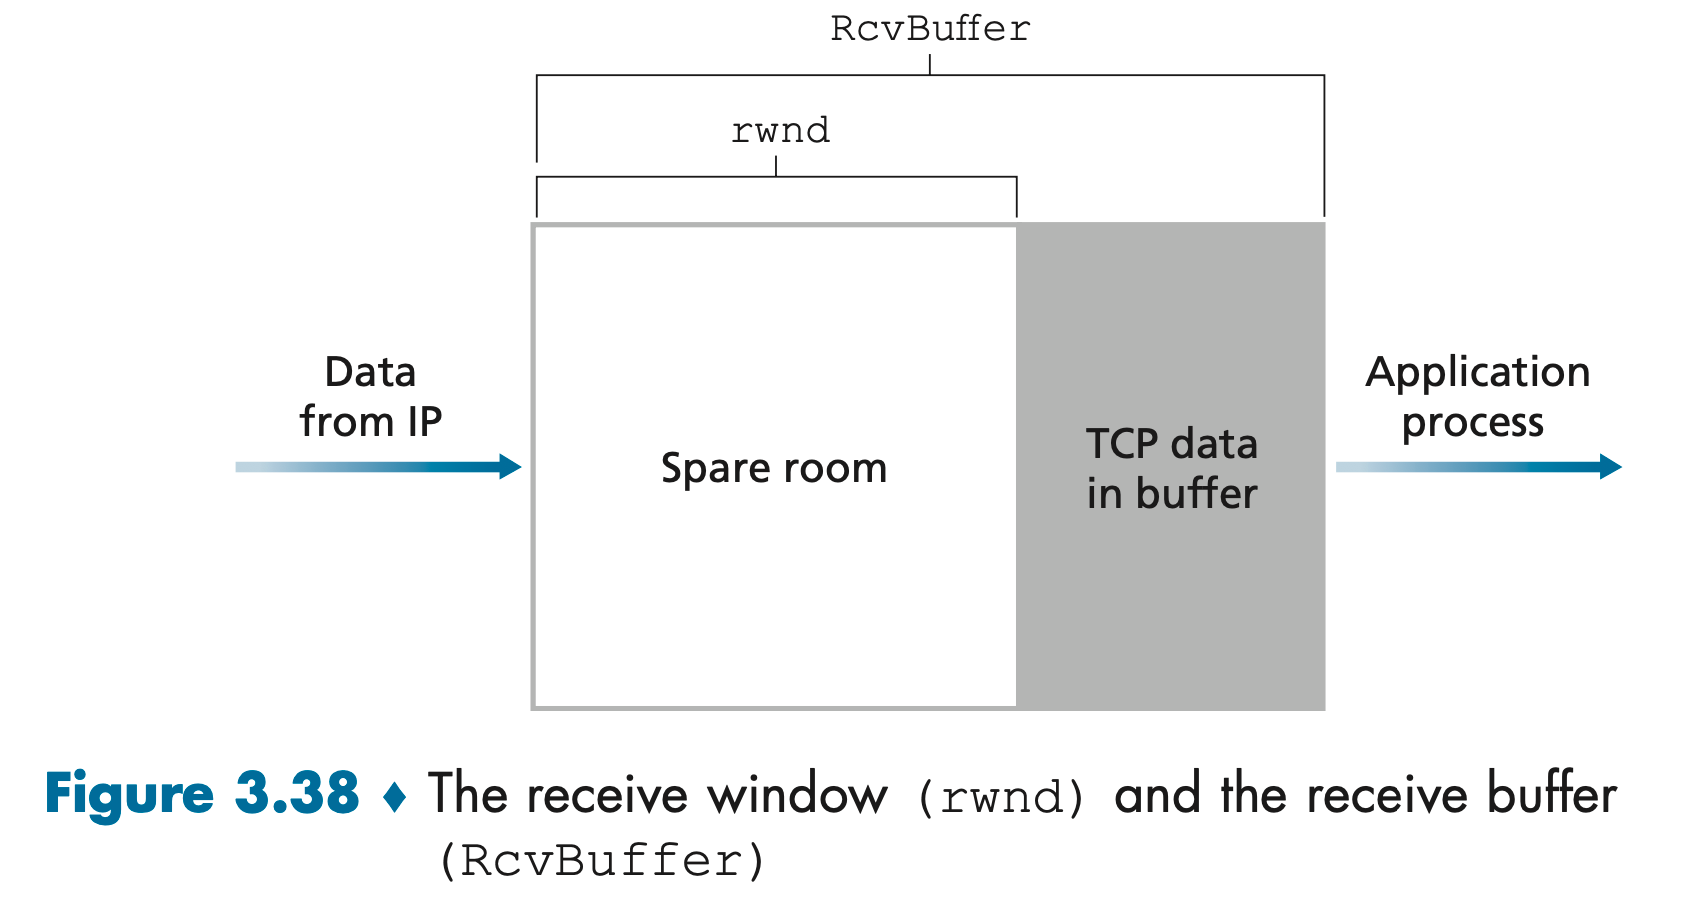 RcvBuffer
rwnd
Data
from IP
Spare room
TCP data
in buffer
Application
process
Figure 3.38 ♦ The receive window (rwnd) and the receive buffer
(RcvBuffer)